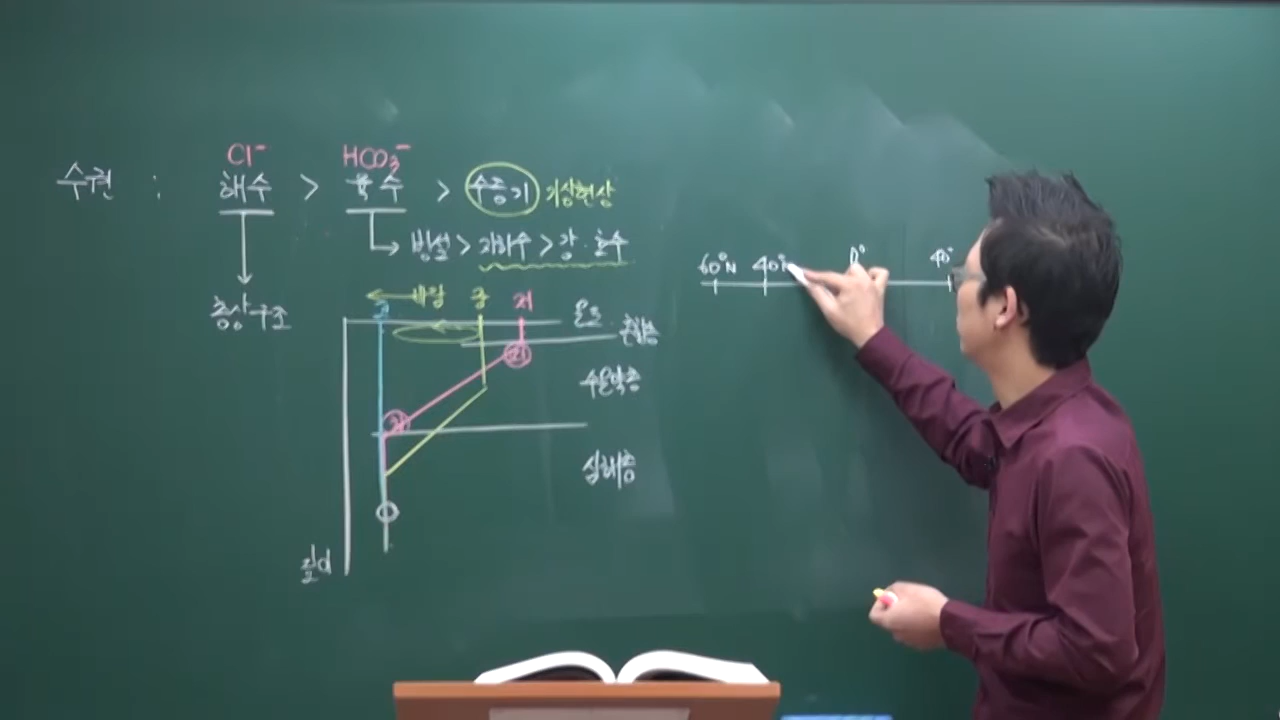 Cl⁻ HCO₃⁻
수권 : 해수 > 육수 > 수증기 기상현상
빙설 > 지하수 > 강·호수
층상구조
바람 중 저 온도
고
혼합층
수온약층
심해층
깊이d
60°N 40°N 0° 40°